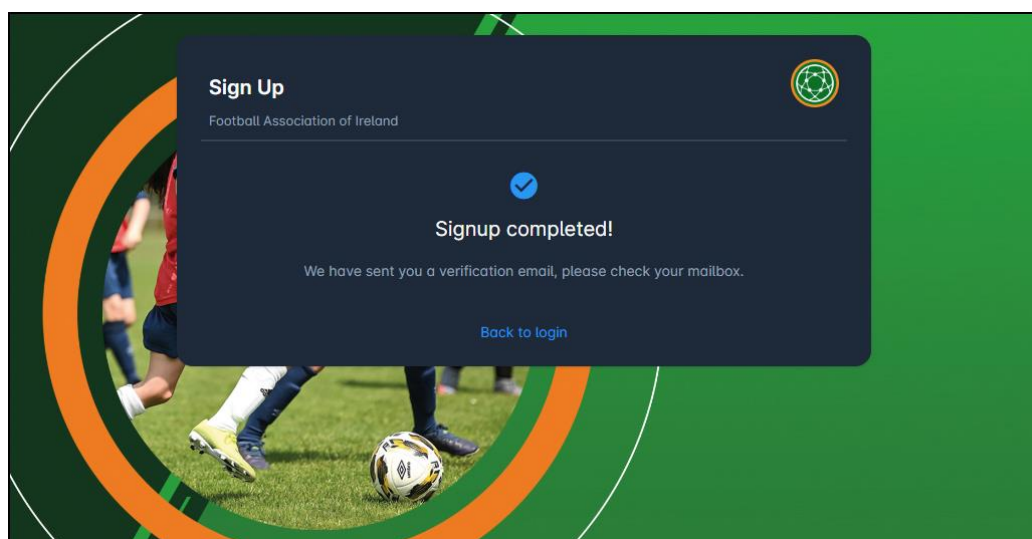 Sign Up
Football Association of Ireland
Signup completed!
We have sent you a verification email, please check your mailbox.
Back to login